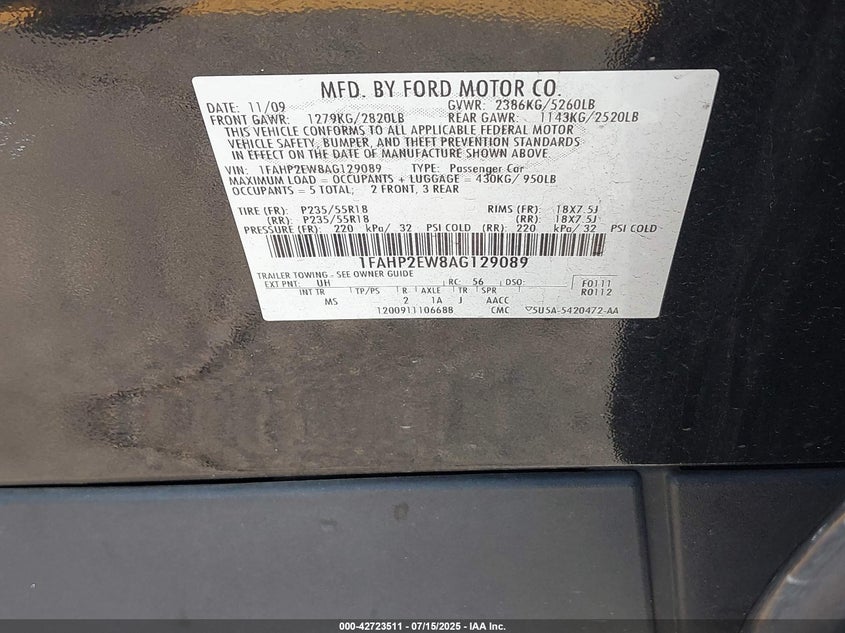 MFD. BY FORD MOTOR CO.
DATE: 11/09 GVWR: 2386KG/5260LB
FRONT GAWR: 1279KG/2820LB REAR GAWR: 1143KG/2520LB
THIS VEHICLE CONFORMS TO ALL APPLICABLE FEDERAL MOTOR
VEHICLE SAFETY, BUMPER, AND THEFT PREVENTION STANDARDS
IN EFFECT ON THE DATE OF MANUFACTURE SHOWN ABOVE.
VIN: 1FAHP2EW8AG129089 TYPE: Passenger Car
MAXIMUM LOAD = OCCUPANTS + LUGGAGE = 430KG/ 950LB
OCCUPANTS = 5 TOTAL; 2 FRONT, 3 REAR
TIRE (FR): P235/55R18 RIMS (FR): 18X7.5J
(RR): P235/55R18 (RR): 18X7.5J
PRESSURE (FR): 220 kPa/ 32 PSI COLD (RR): 220 kPa/ 32 PSI COLD
1FAHP2EW8AG129089
TRAILER TOWING - SEE OWNER GUIDE
EXT PNT: UH RC: 56 DSO: F0111
INT TR TP/PS R AXLE TR SPR R0112
MS 2 1A J AACC
120091110668B CMC 5U5A-5420472-AA
000-42723511 / 07/15/2025 - IAA Inc.